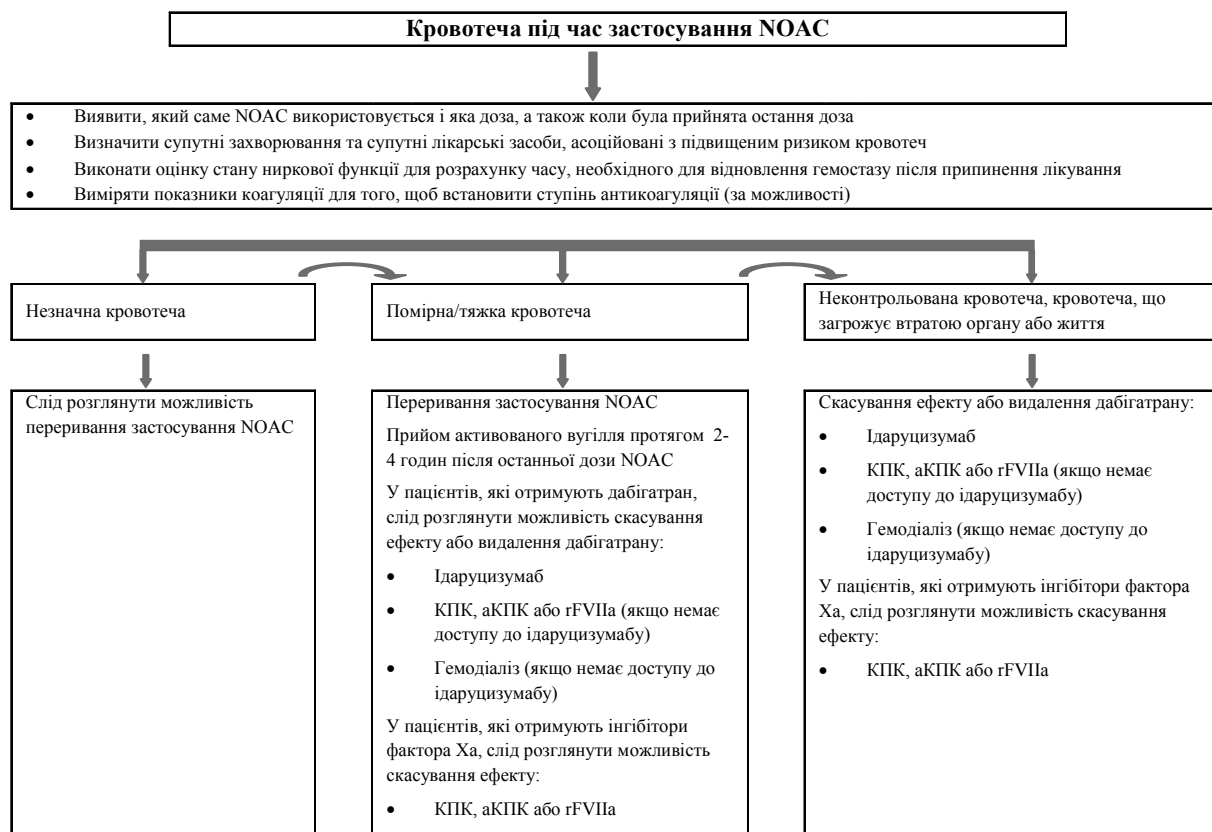 Кровотеча під час застосування NOAC
• Виявити, який саме NOAC використовується і яка доза, а також коли була прийнята остання доза
• Визначити супутні захворювання та супутні лікарські засоби, асоційовані з підвищеним ризиком кровотеч
• Виконати оцінку стану ниркової функції для розрахунку часу, необхідного для відновлення гемостазу після припинення лікування
• Виміряти показники коагуляції для того, щоб встановити ступінь антикоагуляції (за можливості)
Незначна кровотеча
Помірна/тяжка кровотеча
Неконтрольована кровотеча, кровотеча, що
загрожує втратою органу або життя
Слід розглянути можливість
переривання застосування NOAC
Переривання застосування NOAC
Прийом активованого вугілля протягом 2-
4 годин після останньої дози NOAC
У пацієнтів, які отримують дабігатран,
слід розглянути можливість скасування
ефекту або видалення дабігатрану:
• Ідаруцизумаб
• КПК, аКПК або rFVIIa (якщо немає
доступу до ідаруцизумабу)
• Гемодіаліз (якщо немає доступу до
ідаруцизумабу)
У пацієнтів, які отримують інгібітори
фактора Ха, слід розглянути можливість
скасування ефекту:
• КПК, аКПК або rFVIIa
Скасування ефекту або видалення дабігатрану:
• Ідаруцизумаб
• КПК, аКПК або rFVIIa (якщо немає
доступу до ідаруцизумабу)
• Гемодіаліз (якщо немає доступу до
ідаруцизумабу)
У пацієнтів, які отримують інгібітори фактора
Ха, слід розглянути можливість скасування
ефекту:
• КПК, аКПК або rFVIIa